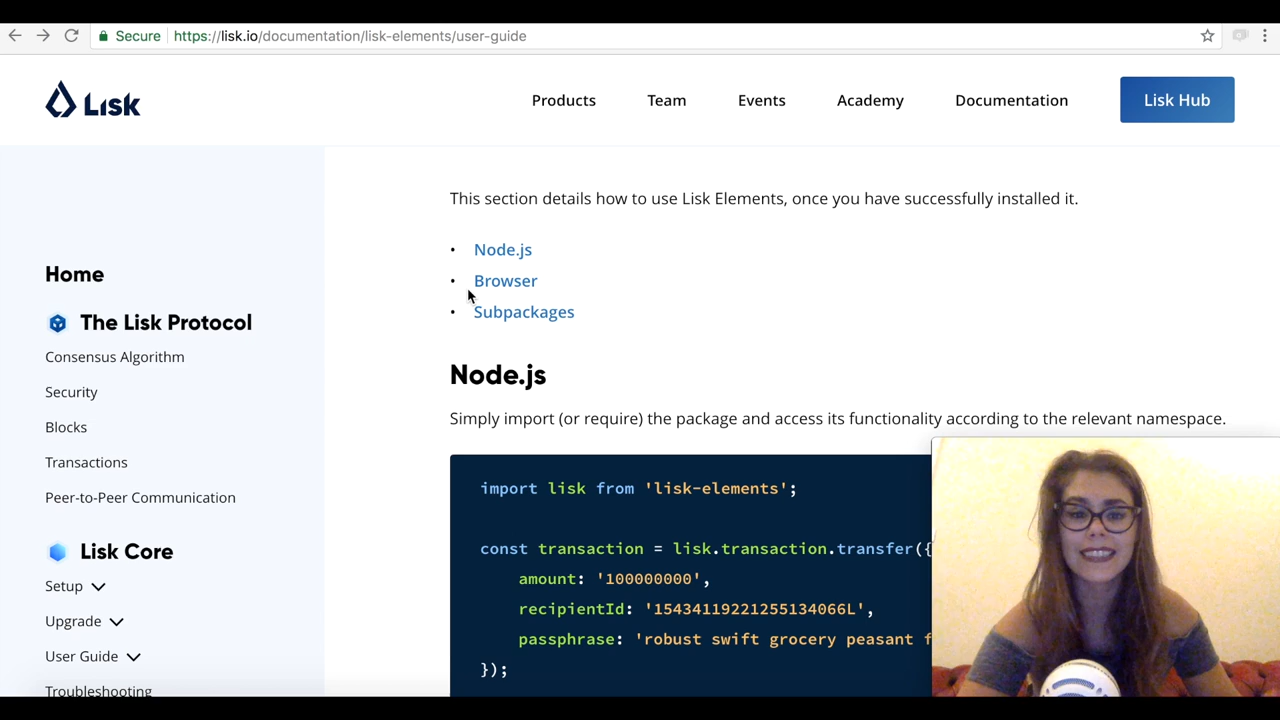 Secure https://lisk.io/documentation/lisk-elements/user-guide
Lisk
Products Team Events Academy Documentation Lisk Hub
Home
The Lisk Protocol
Consensus Algorithm
Security
Blocks
Transactions
Peer-to-Peer Communication
Lisk Core
Setup
Upgrade
User Guide
Troubleshooting
This section details how to use Lisk Elements, once you have successfully installed it.
• Node.js
• Browser
• Subpackages
Node.js
Simply import (or require) the package and access its functionality according to the relevant namespace.
import lisk from 'lisk-elements';
const transaction = lisk.transaction.transfer({
amount: '100000000',
recipientId: '15434119221255134066L',
passphrase: 'robust swift grocery peasant f
});